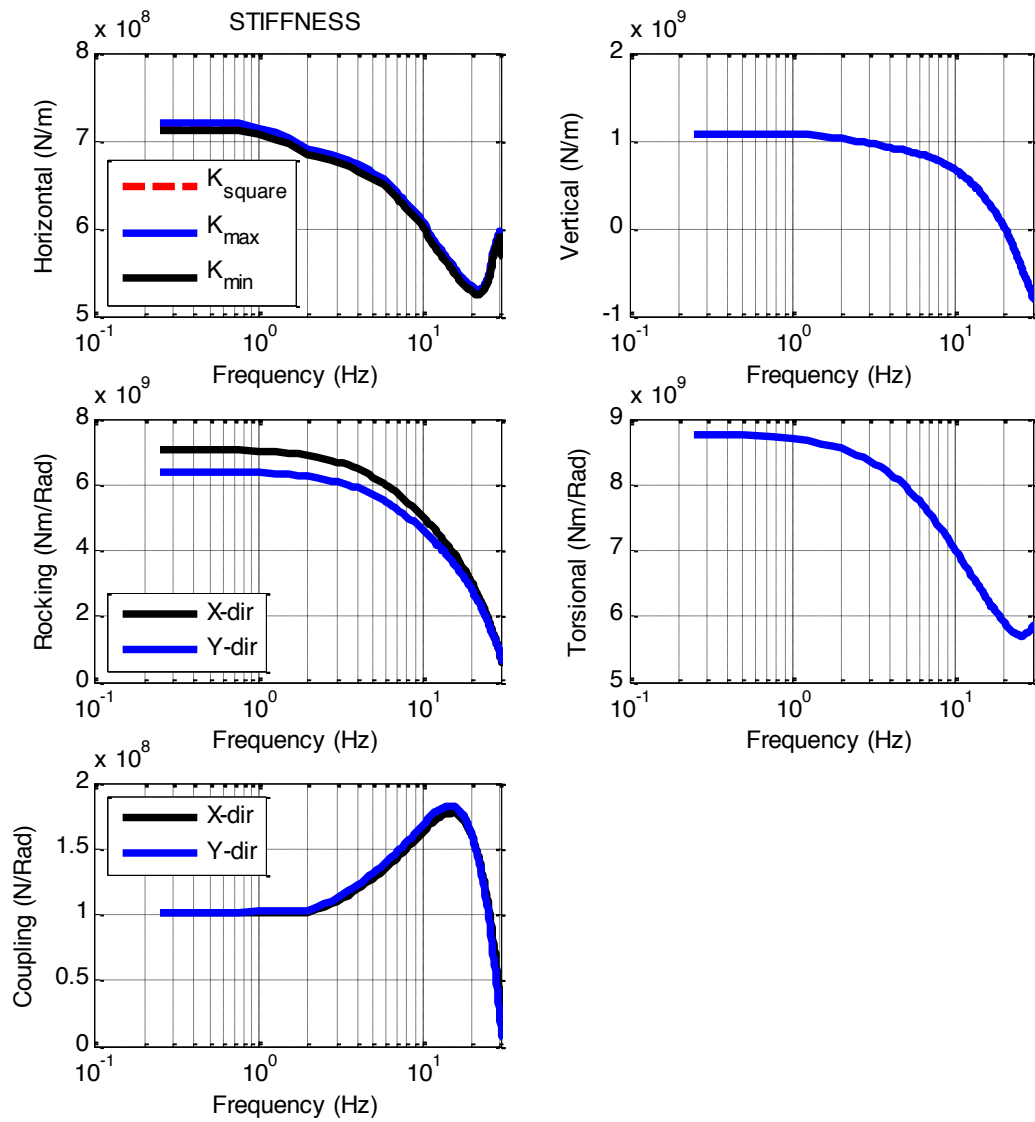 STIFFNESS
x 10^8
8
7
6
5
Horizontal (N/m)
K_square
K_max
K_min
10^-1
10^0
10^1
Frequency (Hz)
x 10^9
2
1
0
-1
Vertical (N/m)
10^-1
10^0
10^1
Frequency (Hz)
x 10^9
8
6
4
2
0
Rocking (Nm/Rad)
X-dir
Y-dir
10^-1
10^0
10^1
Frequency (Hz)
x 10^9
9
8
7
6
5
Torsional (Nm/Rad)
10^-1
10^0
10^1
Frequency (Hz)
x 10^8
2
1.5
1
0.5
0
Coupling (N/Rad)
X-dir
Y-dir
10^-1
10^0
10^1
Frequency (Hz)